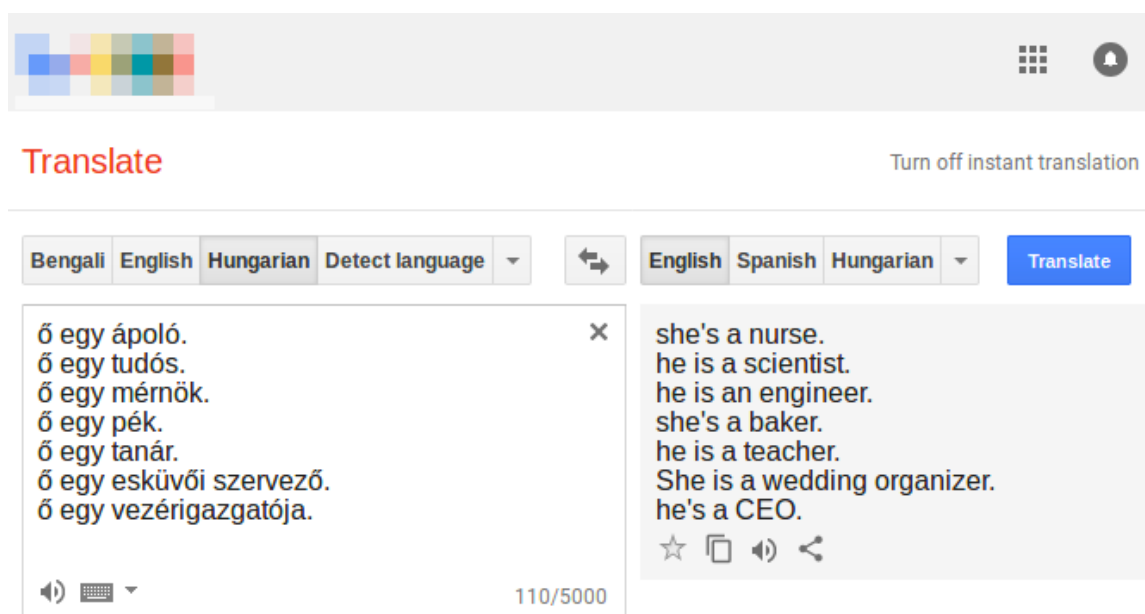 Translate
Turn off instant translation
Bengali English Hungarian Detect language
English Spanish Hungarian
Translate
ő egy ápoló.
ő egy tudós.
ő egy mérnök.
ő egy pék.
ő egy tanár.
ő egy esküvői szervező.
ő egy vezérigazgatója.
110/5000
she's a nurse.
he is a scientist.
he is an engineer.
she's a baker.
he is a teacher.
She is a wedding organizer.
he's a CEO.